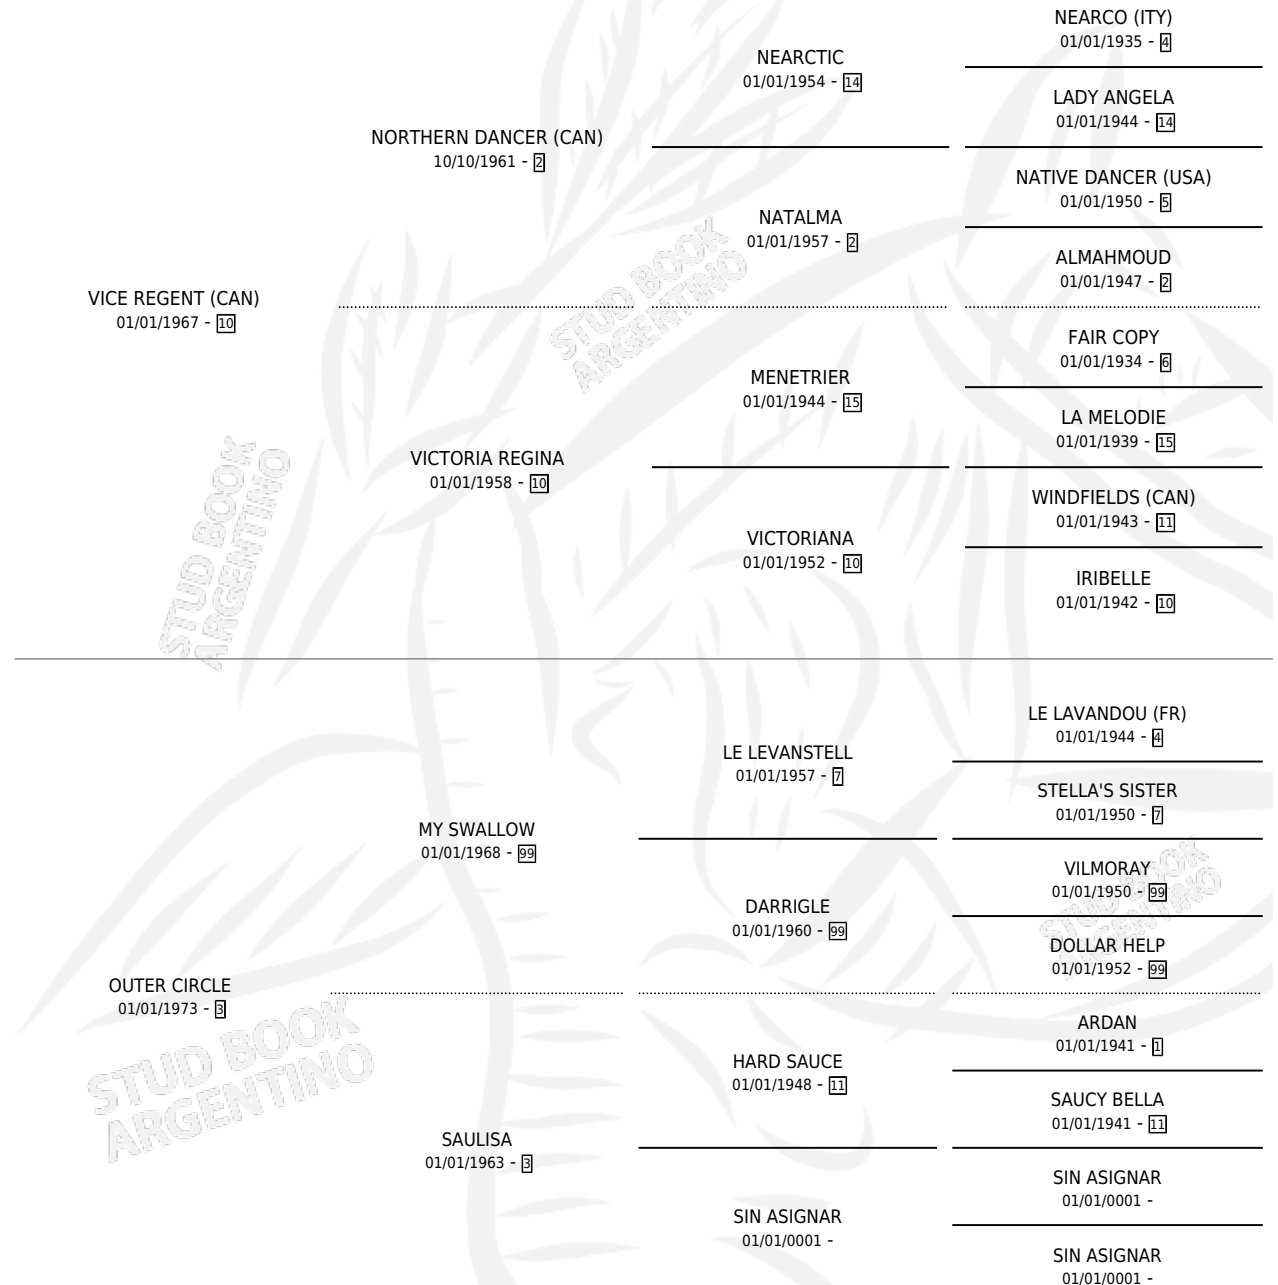 NEARCO (ITY)
01/01/1935 - 4
NEARCTIC
01/01/1954 - 14
LADY ANGELA
01/01/1944 - 14
NORTHERN DANCER (CAN)
10/10/1961 - 2
NATIVE DANCER (USA)
01/01/1950 - 5
NATALMA
01/01/1957 - 2
ALMAHMOUD
01/01/1947 - 2
VICE REGENT (CAN)
01/01/1967 - 10
STUD BOOK
ARGENTINO
FAIR COPY
01/01/1934 - 6
MENETRIER
01/01/1944 - 15
LA MELODIE
01/01/1939 - 15
VICTORIA REGINA
01/01/1958 - 10
WINDFIELDS (CAN)
01/01/1943 - 11
VICTORIANA
01/01/1952 - 10
IRIBELLE
01/01/1942 - 10
STUD BOOK
ARGENTINO
LE LAVANDOU (FR)
01/01/1944 - 4
LE LEVANSTELL
01/01/1957 - 7
STELLA'S SISTER
01/01/1950 - 7
MY SWALLOW
01/01/1968 - 99
VILMORAY
01/01/1950 - 99
DARRIGLE
01/01/1960 - 99
STUD BOOK
ARGENTINO
DOLLAR HELP
01/01/1952 - 99
OUTER CIRCLE
01/01/1973 - 3
ARDAN
01/01/1941 - 1
HARD SAUCE
01/01/1948 - 11
SAUCY BELLA
01/01/1941 - 11
STUD BOOK
ARGENTINO
SAULISA
01/01/1963 - 3
SIN ASIGNAR
01/01/0001 -
SIN ASIGNAR
01/01/0001 -
SIN ASIGNAR
01/01/0001 -